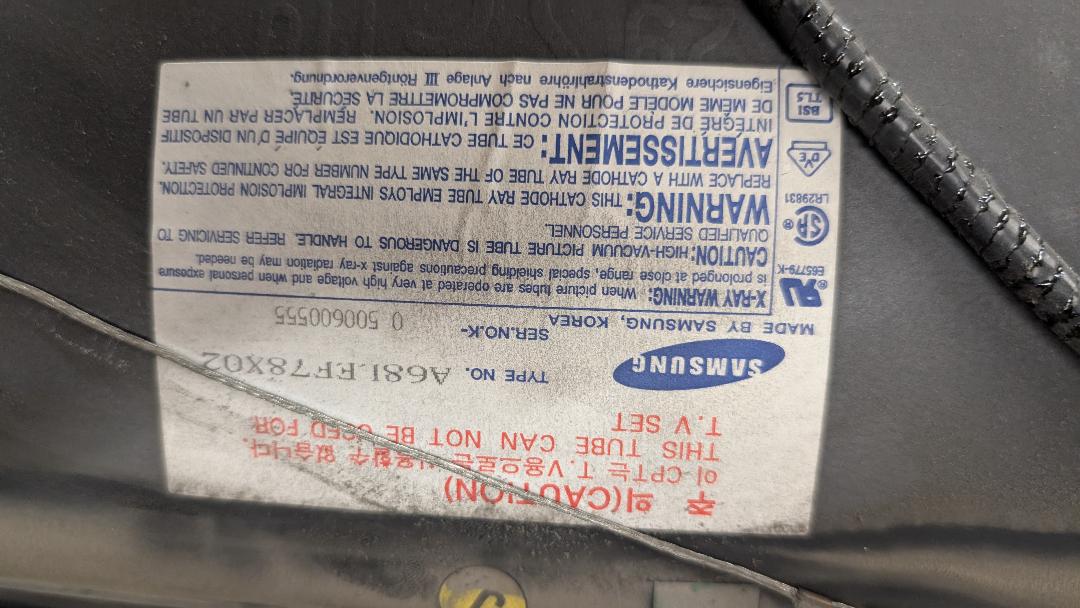 주 의(CAUTION)
이 CPT는 T.V용으로는 사용할수 없습니다.
THIS TUBE CAN NOT BE USED FOR
T.V SET
SAMSUNG
TYPE NO. A68LEF78X02
MADE BY SAMSUNG, KOREA
SER.NO.K- 0 500600555
X-RAY WARNING: When picture tubes are operated at very high voltage and when personal exposure
is prolonged at close range, special shielding precautions against x-ray radiation may be needed.
CAUTION: HIGH-VACUUM PICTURE TUBE IS DANGEROUS TO HANDLE. REFER SERVICING TO
QUALIFIED SERVICE PERSONNEL.
WARNING: THIS CATHODE RAY TUBE EMPLOYS INTEGRAL IMPLOSION PROTECTION.
REPLACE WITH A CATHODE RAY TUBE OF THE SAME TYPE NUMBER FOR CONTINUED SAFETY.
AVERTISSEMENT: CE TUBE CATHODIQUE EST ÉQUIPÉ D'UN DISPOSITIF
INTÉGRÉ DE PROTECTION CONTRE L'IMPLOSION. REMPLACER PAR UN TUBE
DE MÊME MODÈLE POUR NE PAS COMPROMETTRE LA SÉCURITÉ.
Eigensichere Kathodenstrahlröhre nach Anlage III Röntgenverordnung.
UL®
E65779-K
SA®
LR29831
DVE
BSI
TLS